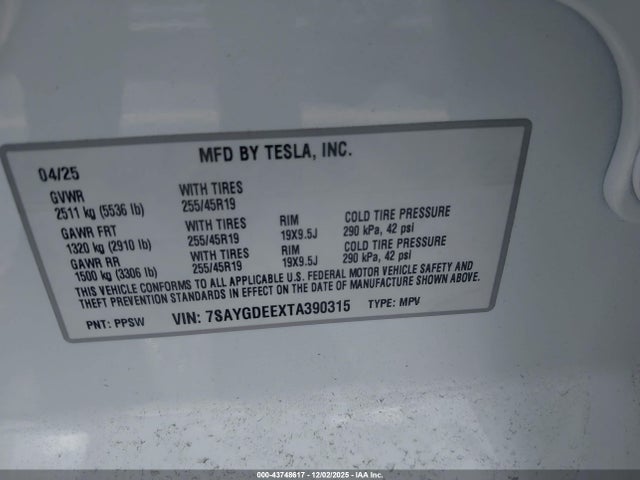 MFD BY TESLA, INC.
04/25
GVWR
2511 kg (5536 lb)
WITH TIRES
255/45R19
GAWR FRT
1320 kg (2910 lb)
WITH TIRES
255/45R19
RIM
19X9.5J
COLD TIRE PRESSURE
290 kPa, 42 psi
GAWR RR
1500 kg (3306 lb)
WITH TIRES
255/45R19
RIM
19X9.5J
COLD TIRE PRESSURE
290 kPa, 42 psi
THIS VEHICLE CONFORMS TO ALL APPLICABLE U.S. FEDERAL MOTOR VEHICLE SAFETY AND
THEFT PREVENTION STANDARDS IN EFFECT ON THE DATE OF MANUFACTURE SHOWN ABOVE.
PNT: PPSW VIN: 7SAYGDEEXTA390315 TYPE: MPV
000-43748617 • 12/02/2025 • IAA Inc.